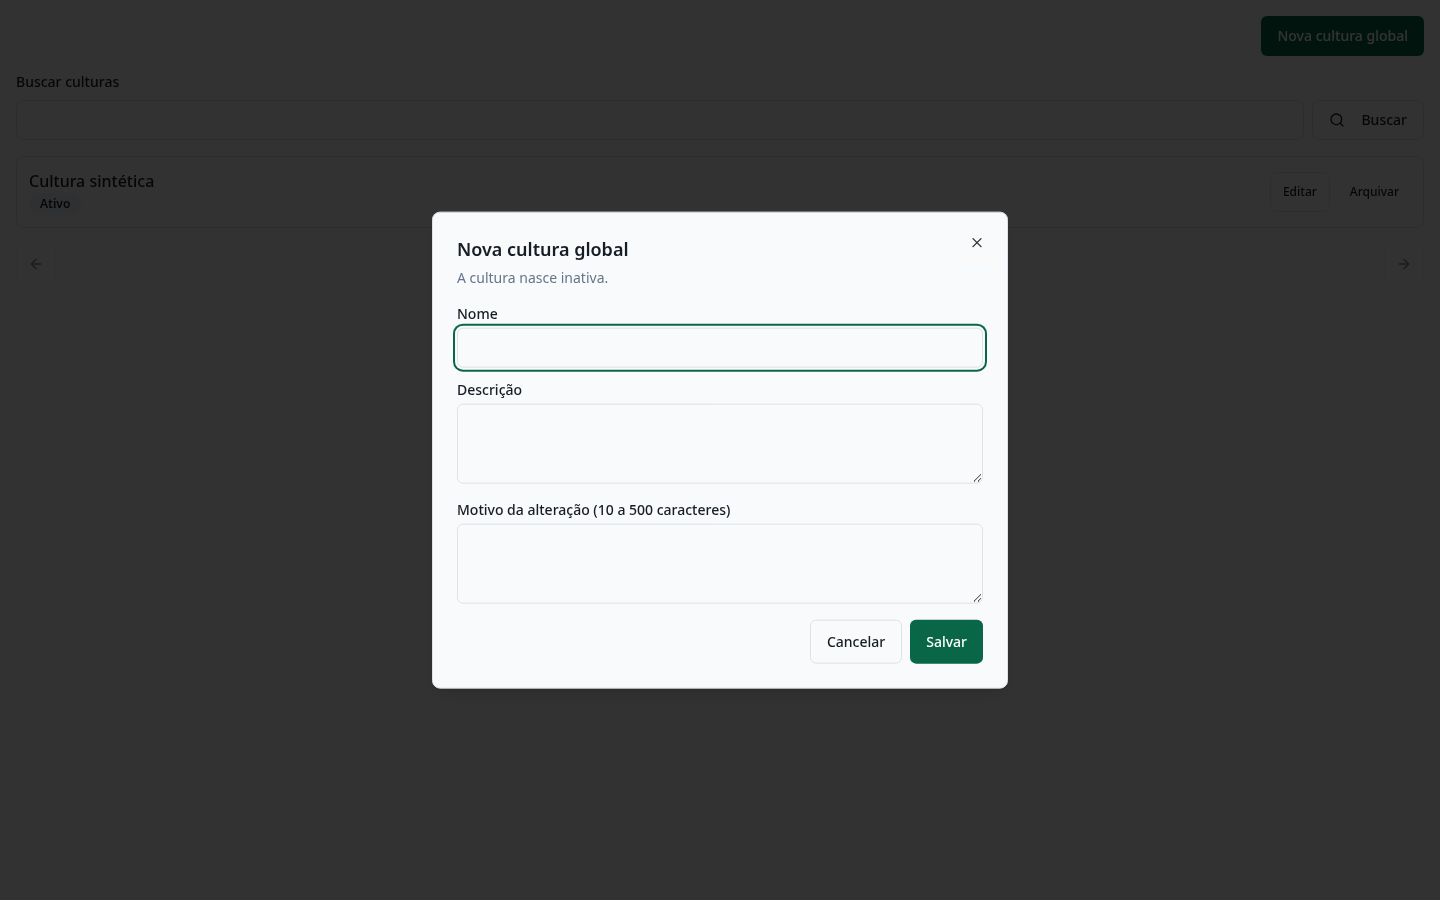 Nova cultura global
Buscar culturas
Buscar
Cultura sintética
Ativo
Editar
Arquivar
Nova cultura global
A cultura nasce inativa.
Nome
Descrição
Motivo da alteração (10 a 500 caracteres)
Cancelar
Salvar